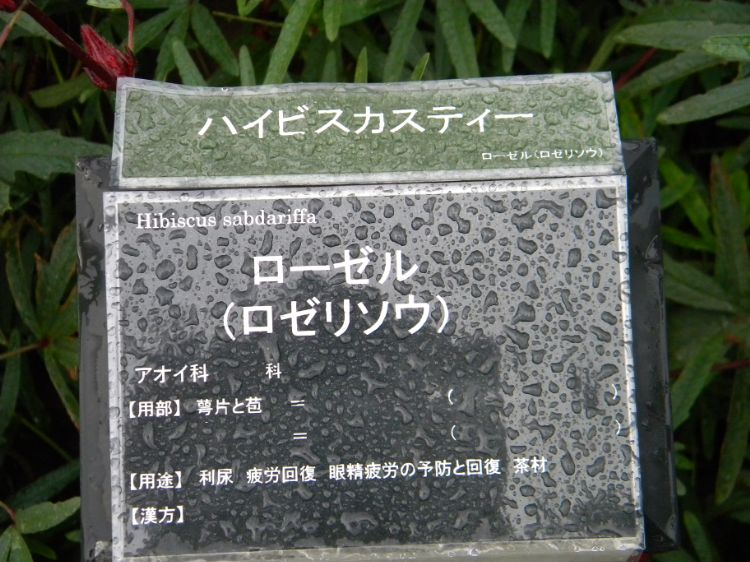 ハイビスカスティー
ローゼル(ロゼリソウ)
Hibiscus sabdariffa
ローゼル
(ロゼリソウ)
アオイ科 科
【用部】 萼片と苞 = ( )
= ( )
【用途】 利尿 疲労回復 眼精疲労の予防と回復 茶材
【漢方】